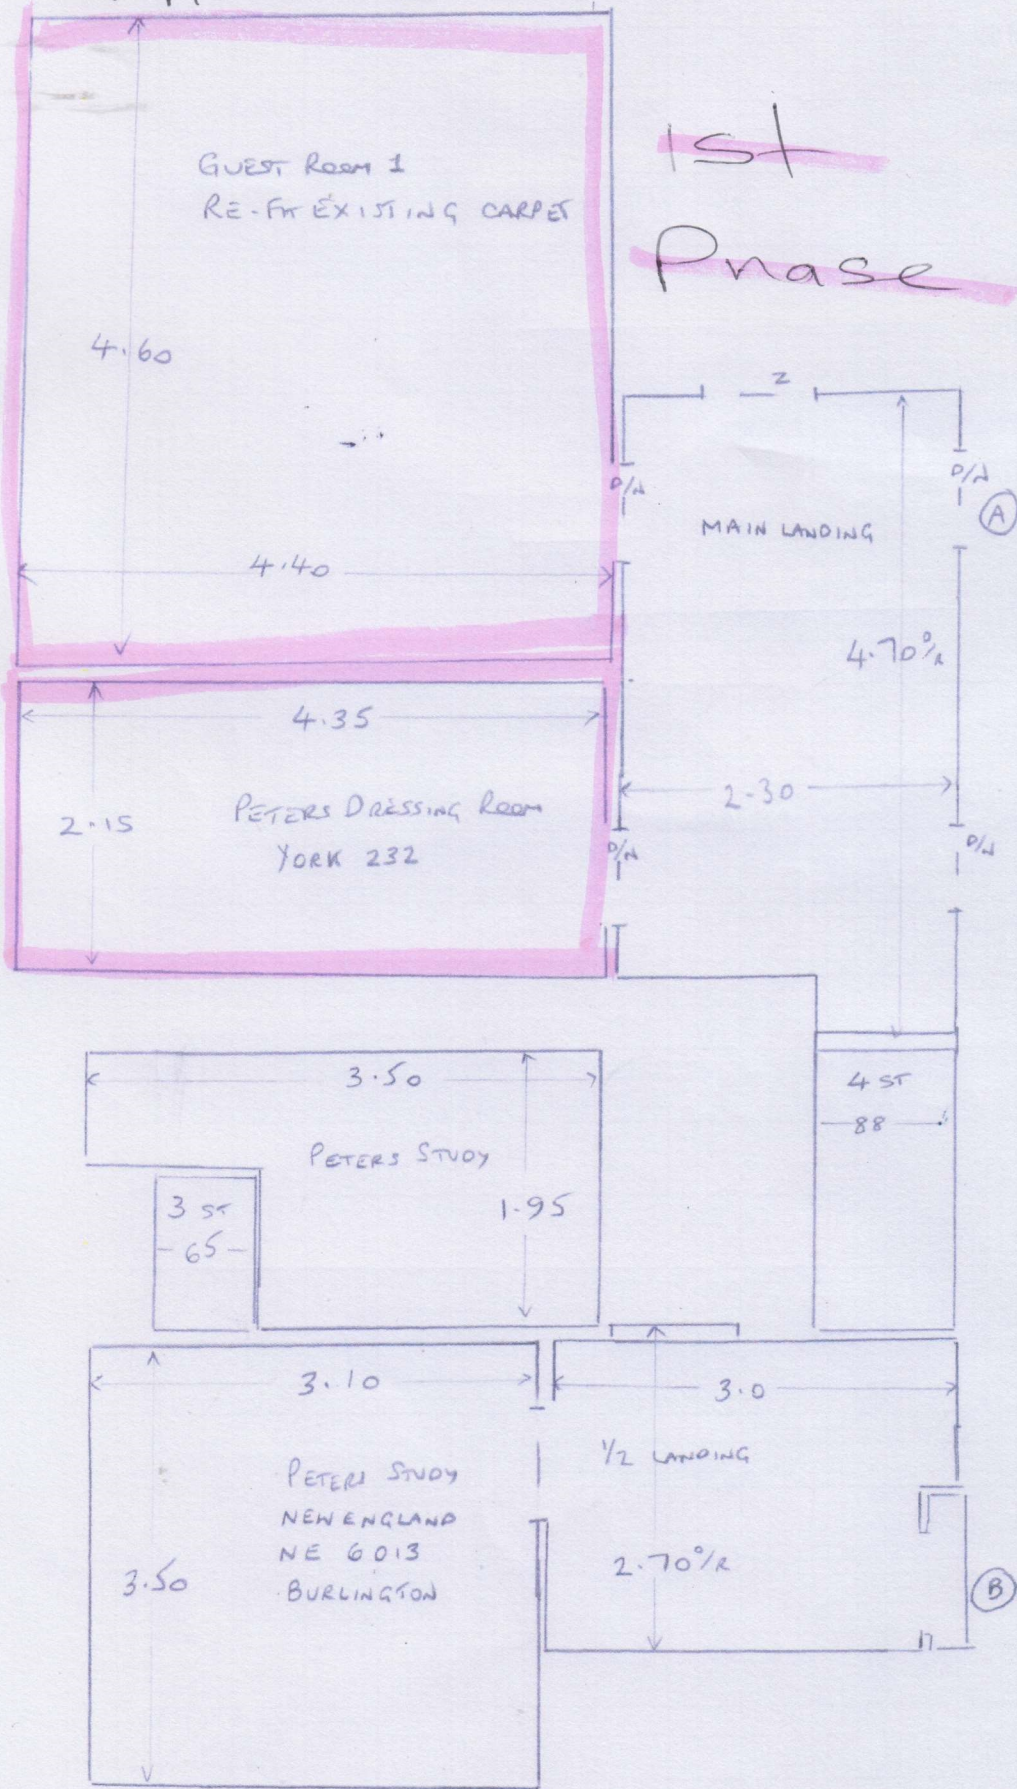 1st
Phase
GUEST ROOM 1
RE-FIT EXISTING CARPET
4.60
4.40
Z
D/N
D/N
A
MAIN LANDING
4.70°/R
2.30
D/N
D/N
4.35
2.15
PETERS DRESSING ROOM
YORK 232
3.50
PETERS STUDY
1.95
3 ST
65
4 ST
88
3.10
PETERS STUDY
NEW ENGLAND
NE 6013
BURLINGTON
3.50
3.0
1/2 LANDING
2.70°/R
B